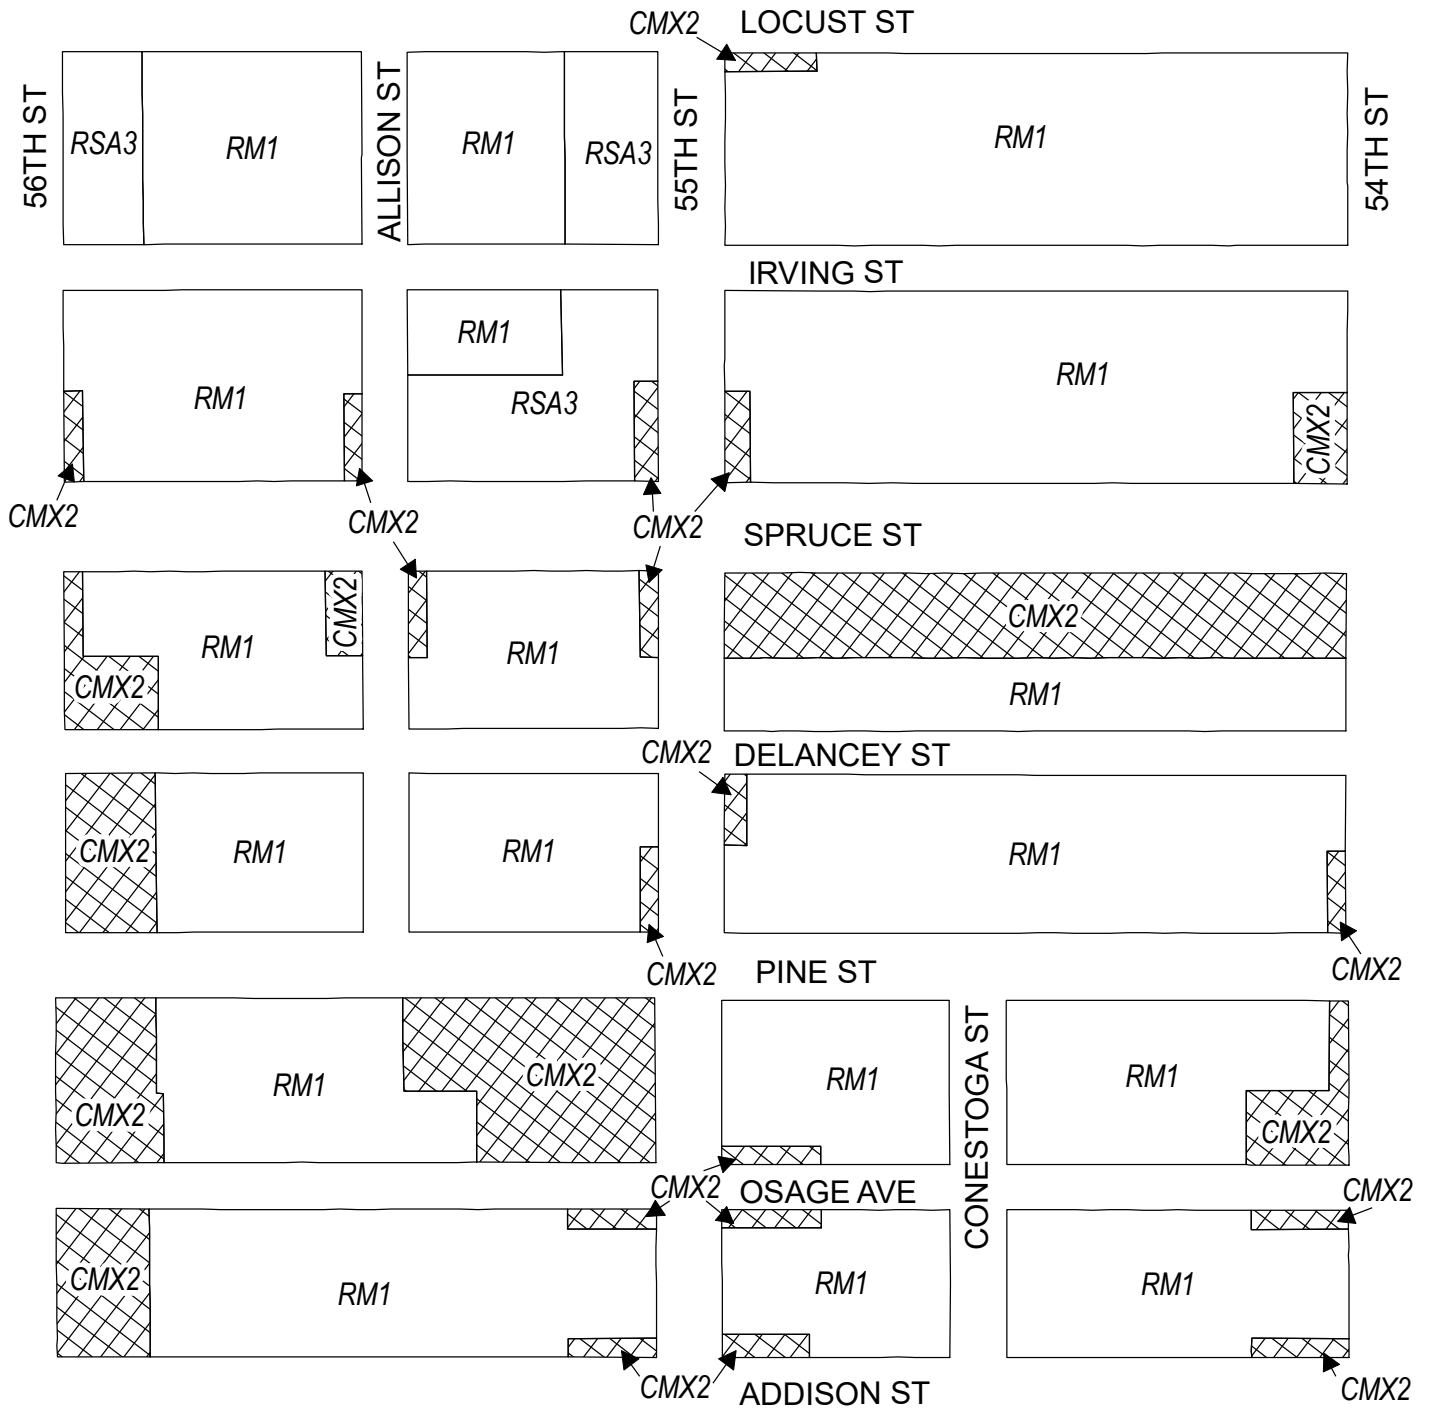 CMX2
LOCUST ST
56TH ST
RSA3
RM1
ALLISON ST
RM1
RSA3
55TH ST
RM1
54TH ST
IRVING ST
RM1
RM1
RSA3
RM1
CMX2
CMX2
CMX2
CMX2
SPRUCE ST
CMX2
RM1
CMX2
RM1
CMX2
RM1
CMX2
DELANCEY ST
CMX2
RM1
RM1
RM1
CMX2
PINE ST
CMX2
CMX2
RM1
CMX2
RM1
CONESTOGA ST
RM1
CMX2
CMX2
OSAGE AVE
CMX2
CMX2
RM1
RM1
RM1
CMX2
ADDISON ST
CMX2